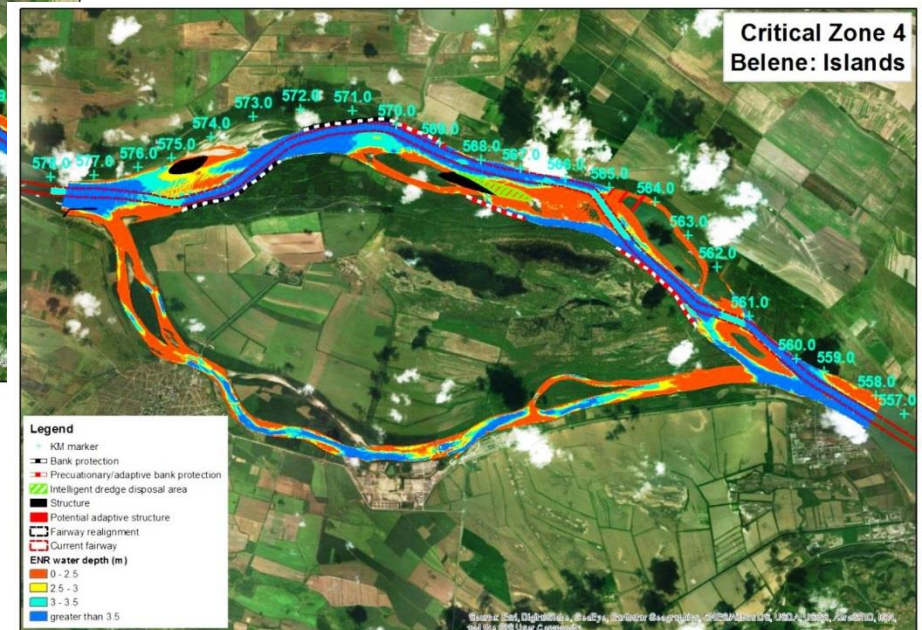 Critical Zone 4
Belene: Islands
573.0
572.0
571.0
574.0
570.0
575.0
569.0
576.0
568.0
577.0
567.0
565.0
564.0
563.0
562.0
561.0
560.0
559.0
558.0
557.0
Legend
KM marker
Bank protection
Precuationary/adaptive bank protection
Intelligent dredge disposal area
Structure
Potential adaptive structure
Fairway realignment
Current fairway
ENR water depth (m)
0 - 2.5
2.5 - 3
3 - 3.5
greater than 3.5